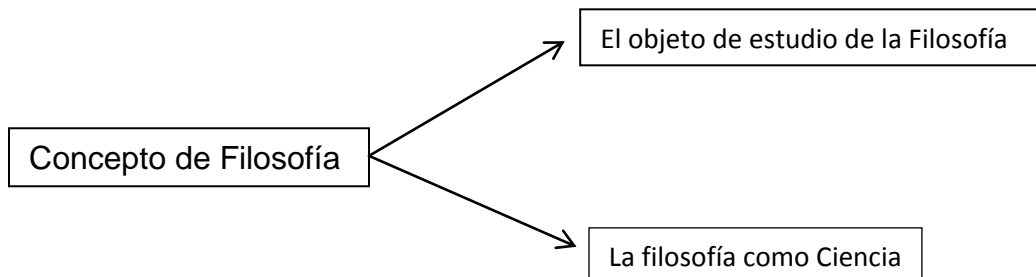 El objeto de estudio de la Filosofía
Concepto de Filosofía
La filosofía como Ciencia